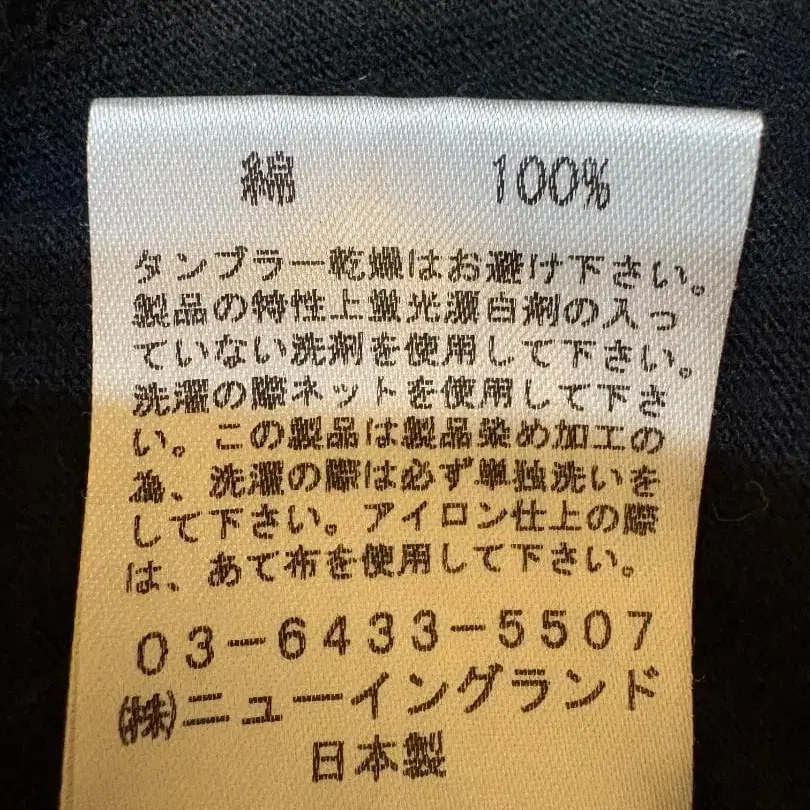 綿 100%
タンブラー乾燥はお避け下さい。
製品の特性上蛍光漂白剤の入っ
ていない洗剤を使用して下さい。
洗濯の際ネットを使用して下さ
い。この製品は製品染め加工の
為、洗濯の際は必ず単独洗いを
して下さい。アイロン仕上の際
は、あて布を使用して下さい。
03-6433-5507
㈱ニューイングランド
日本製